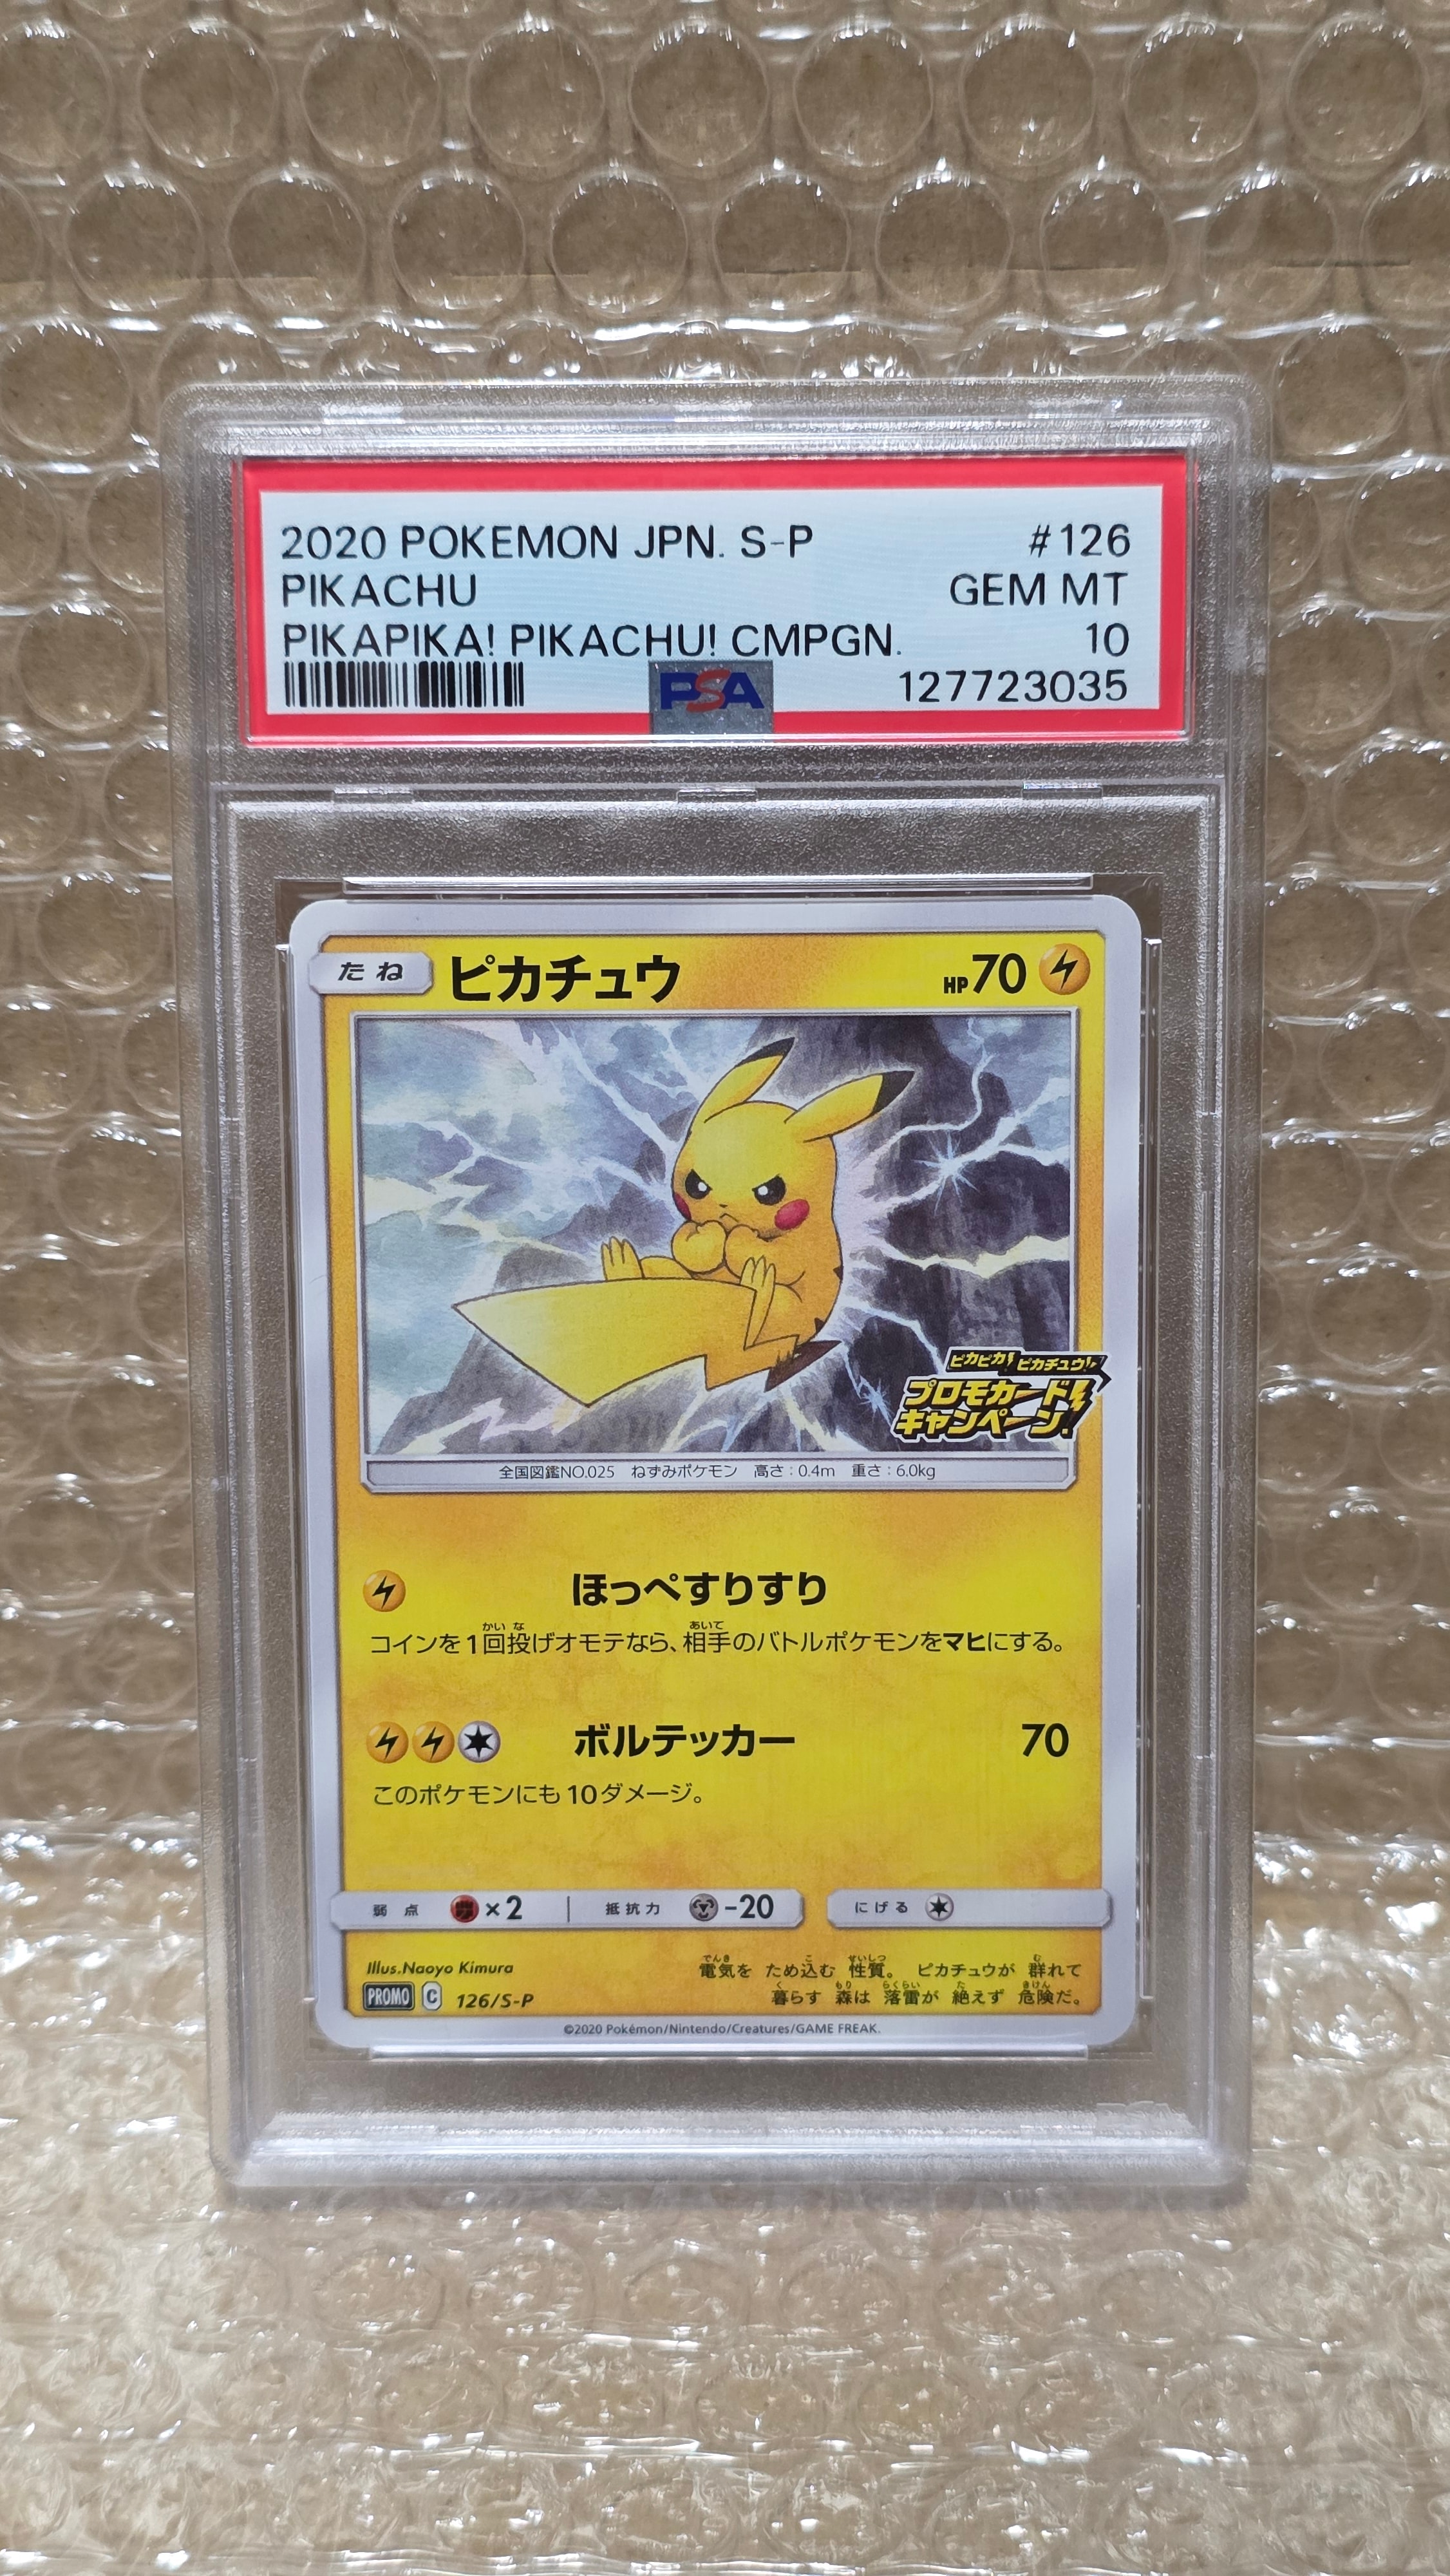 2020 POKEMON JPN. S-P #126
PIKACHU GEM MT
PIKAPIKA! PIKACHU! CMPGN. 10
PSA 127723035
たね ピカチュウ HP70
ピカピカ! ピカチュウ!
プロモカード
キャンペーン!
全国図鑑NO.025 ねずみポケモン 高さ:0.4m 重さ:6.0kg
ほっぺすりすり
コインを1回投げオモテなら、相手のバトルポケモンをマヒにする。
ボルテッカー 70
このポケモンにも10ダメージ。
弱点 ×2 抵抗力 -20 にげる
Illus.Naoyo Kimura
PROMO C 126/S-P
電気を ため込む 性質。 ピカチュウが 群れて
暮らす 森は 落雷が 絶えず 危険だ。
©2020 Pokémon/Nintendo/Creatures/GAME FREAK.